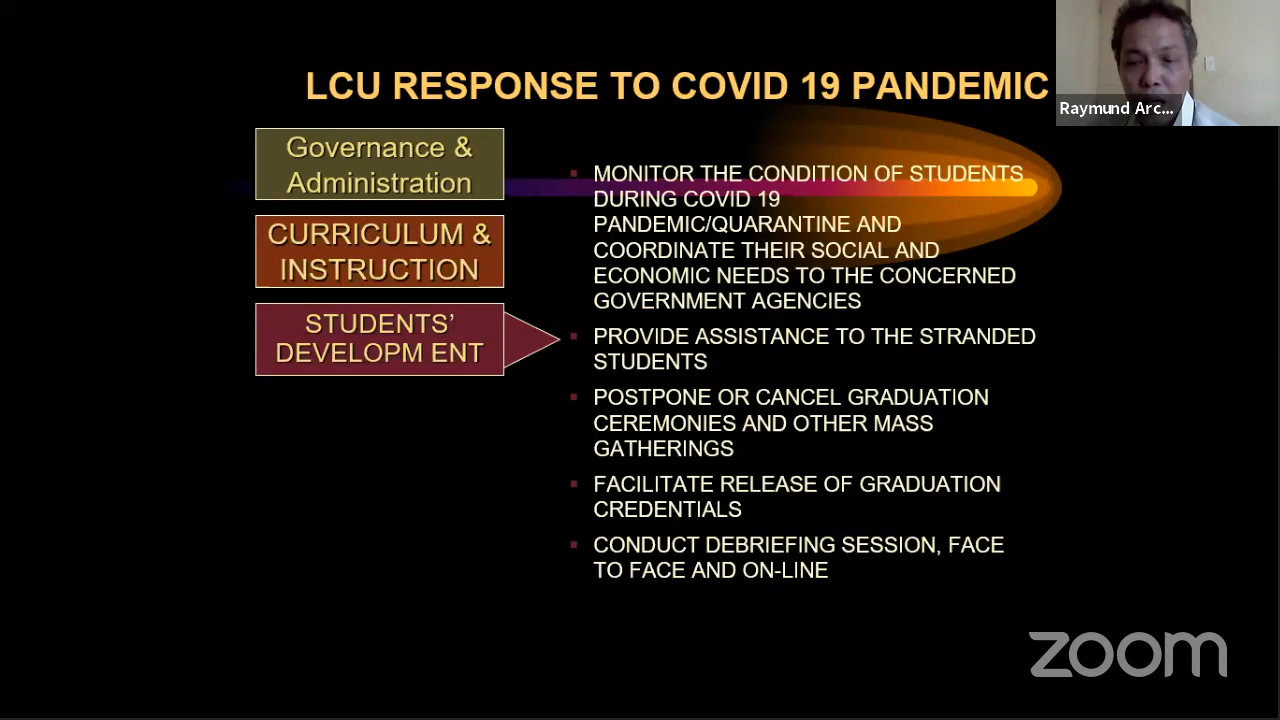 LCU RESPONSE TO COVID 19 PANDEMIC
Raymund Arc...
Governance &
Administration
CURRICULUM &
INSTRUCTION
STUDENTS'
DEVELOPM ENT
▪ MONITOR THE CONDITION OF STUDENTS
DURING COVID 19
PANDEMIC/QUARANTINE AND
COORDINATE THEIR SOCIAL AND
ECONOMIC NEEDS TO THE CONCERNED
GOVERNMENT AGENCIES
▪ PROVIDE ASSISTANCE TO THE STRANDED
STUDENTS
▪ POSTPONE OR CANCEL GRADUATION
CEREMONIES AND OTHER MASS
GATHERINGS
▪ FACILITATE RELEASE OF GRADUATION
CREDENTIALS
▪ CONDUCT DEBRIEFING SESSION, FACE
TO FACE AND ON-LINE
zoom